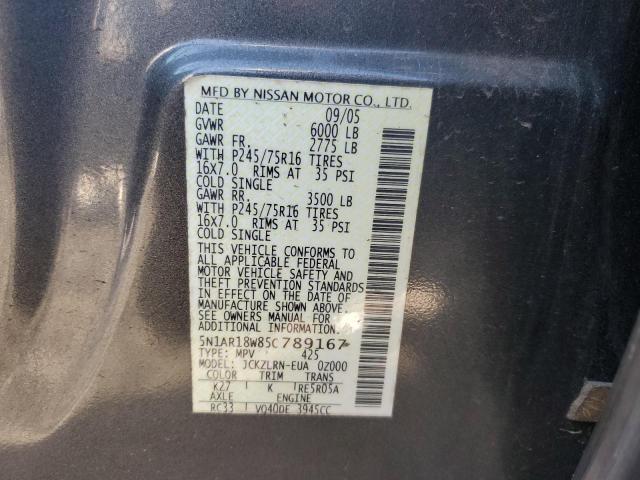 MFD BY NISSAN MOTOR CO., LTD.
DATE 09/05
GVWR 6000 LB
GAWR FR. 2775 LB
WITH P245/75R16 TIRES
16X7.0 RIMS AT 35 PSI
COLD SINGLE
GAWR RR. 3500 LB
WITH P245/75R16 TIRES
16X7.0 RIMS AT 35 PSI
COLD SINGLE
THIS VEHICLE CONFORMS TO
ALL APPLICABLE FEDERAL
MOTOR VEHICLE SAFETY AND
THEFT PREVENTION STANDARDS
IN EFFECT ON THE DATE OF
MANUFACTURE SHOWN ABOVE.
SEE OWNERS MANUAL FOR
ADDITIONAL INFORMATION.
5N1AR18W85C789167*
TYPE: MPV 425
MODEL: JCKZLRN-EUA 0Z000
COLOR TRIM TRANS
K27 K RE5R05A
AXLE ENGINE
RC33 VQ40DE 3945CC